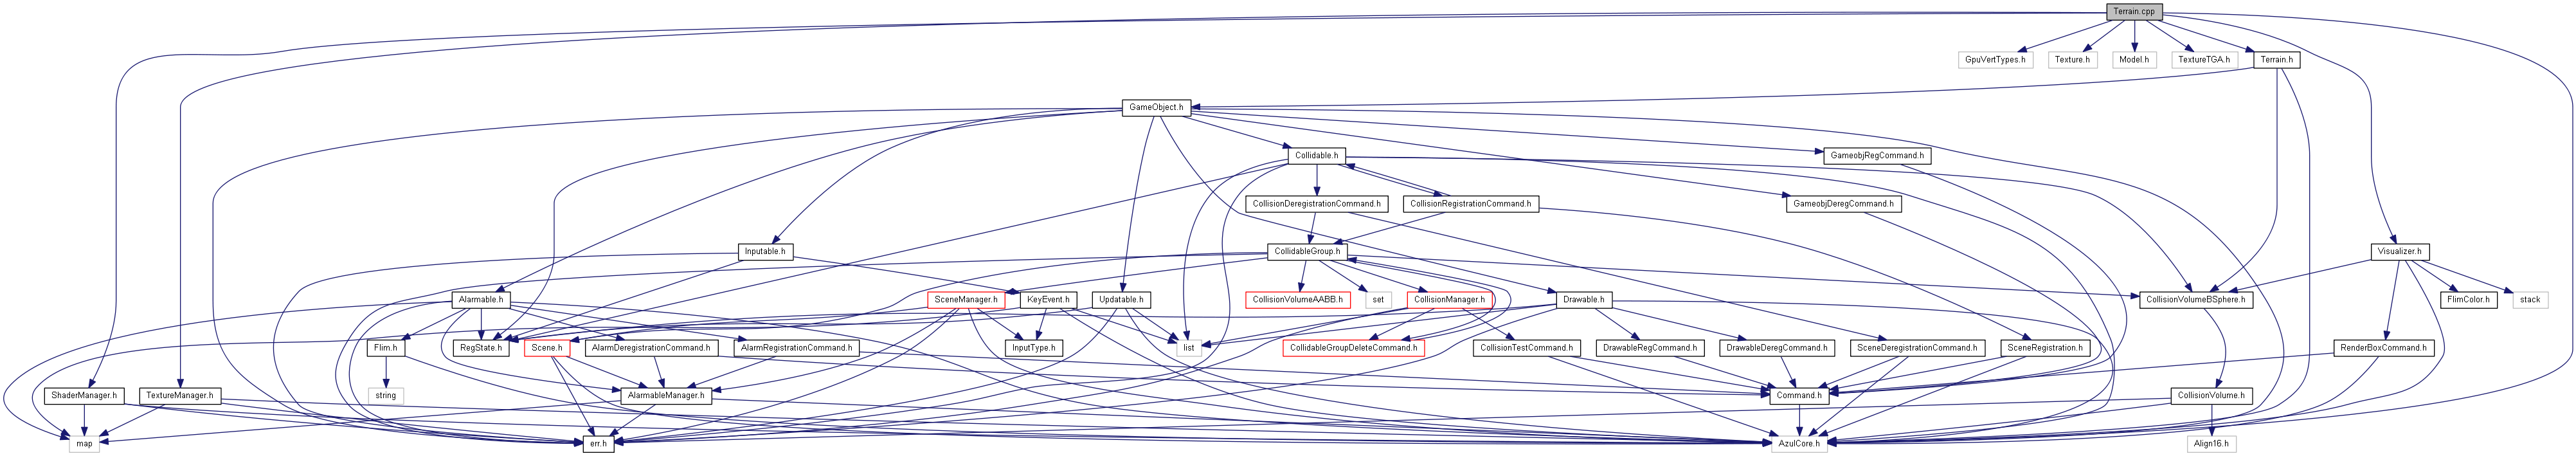 Terrain.cpp
GpuVertTypes.h
Texture.h
Model.h
TextureTGA.h
Terrain.h
GameObject.h
Collidable.h
GameobjRegCommand.h
CollisionDeregistrationCommand.h
CollisionRegistrationCommand.h
GameobjDeregCommand.h
Inputable.h
CollidableGroup.h
Visualizer.h
Alarmable.h
SceneManager.h
KeyEvent.h
Updatable.h
CollisionVolumeAABB.h
set
CollisionManager.h
Drawable.h
CollisionVolumeBSphere.h
FlimColor.h
stack
Flim.h
RegState.h
Scene.h
AlarmDeregistrationCommand.h
AlarmRegistrationCommand.h
InputType.h
list
CollidableGroupDeleteCommand.h
CollisionTestCommand.h
DrawableRegCommand.h
DrawableDeregCommand.h
SceneDeregistrationCommand.h
SceneRegistration.h
RenderBoxCommand.h
ShaderManager.h
TextureManager.h
string
AlarmableManager.h
Command.h
CollisionVolume.h
map
err.h
AzulCore.h
Align16.h